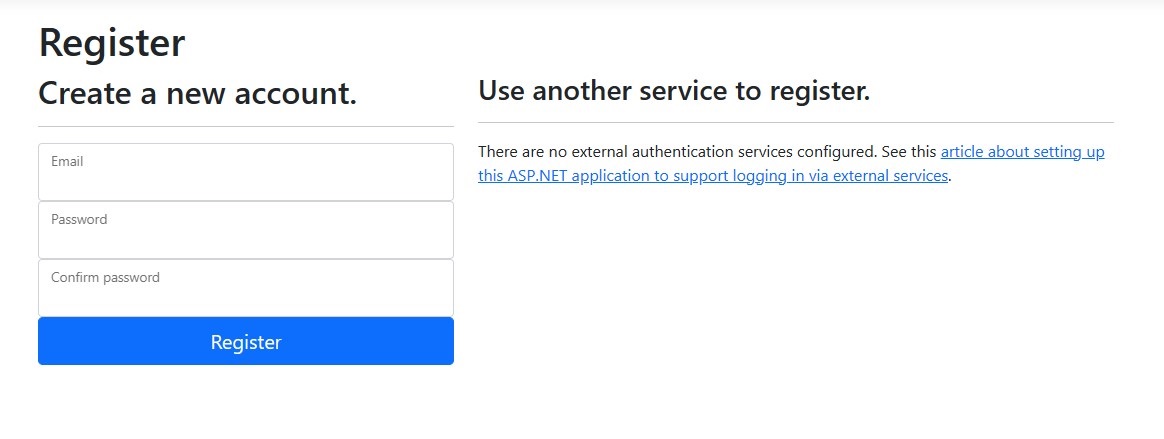 Register
Create a new account.
Email
Password
Confirm password
Register
Use another service to register.
There are no external authentication services configured. See this article about setting up
this ASP.NET application to support logging in via external services.